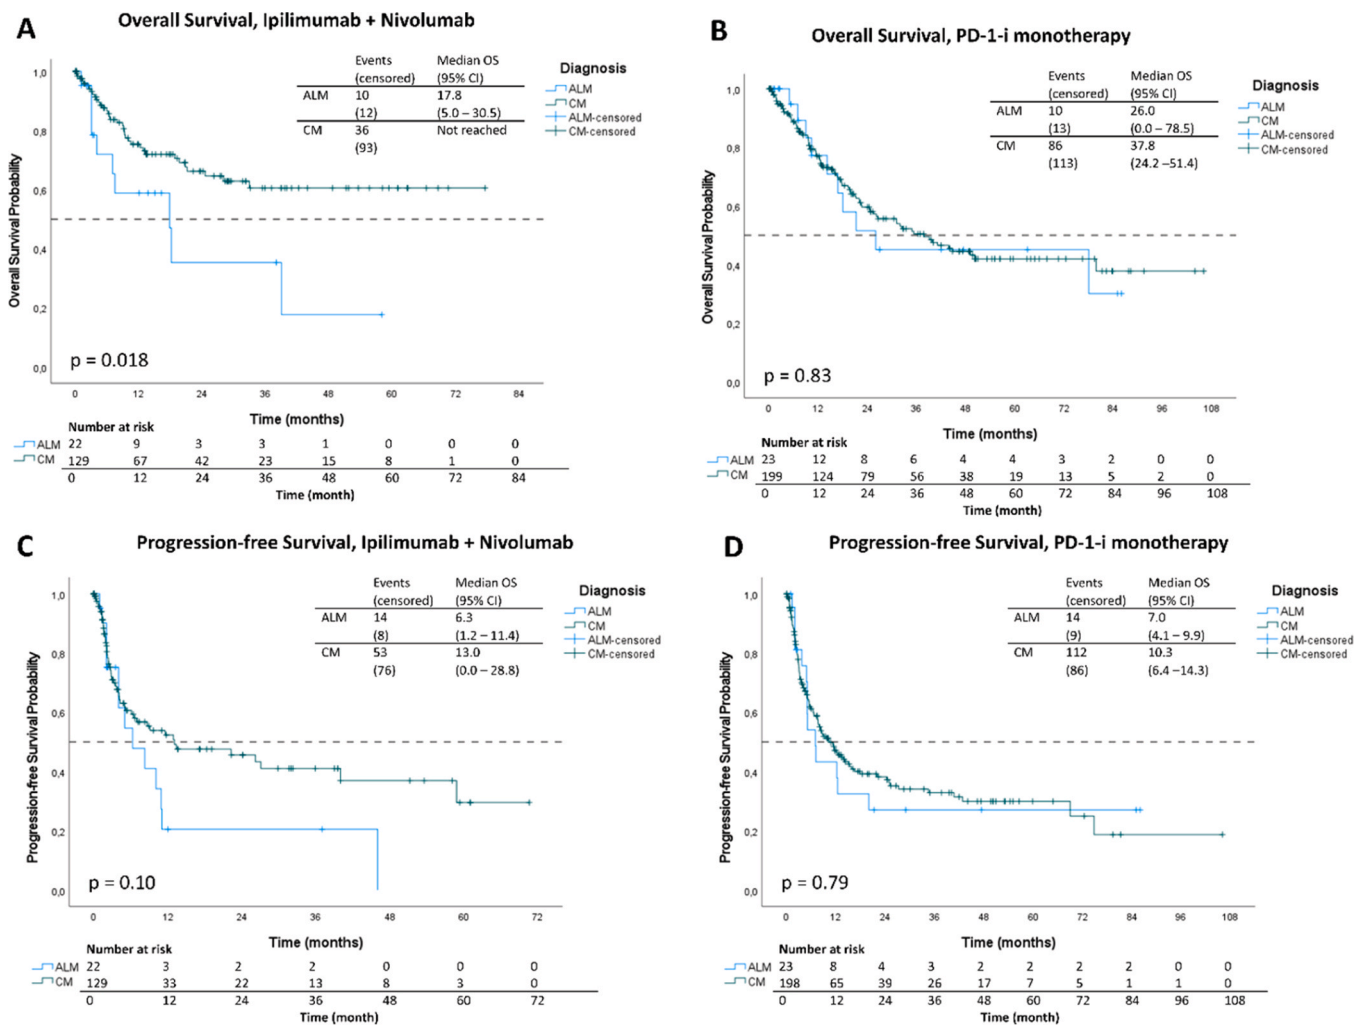 A
Overall Survival, Ipilimumab + Nivolumab
Events Median OS
(censored) (95% CI)
ALM 10 17.8
(12) (5.0 – 30.5)
CM 36 Not reached
(93)
Diagnosis
ALM
CM
ALM-censored
CM-censored
Overall Survival Probability
1,0
0,8
0,6
0,4
0,2
0,0
p = 0.018
0 12 24 36 48 60 72 84
Time (months)
Number at risk
ALM 22 9 3 3 1 0 0 0
CM 129 67 42 23 15 8 1 0
0 12 24 36 48 60 72 84
Time (month)
B
Overall Survival, PD-1-i monotherapy
Events Median OS
(censored) (95% CI)
ALM 10 26.0
(13) (0.0 – 78.5)
CM 86 37.8
(113) (24.2 –51.4)
Diagnosis
ALM
CM
ALM-censored
CM-censored
Overall Survival Probability
1,0
0,8
0,6
0,4
0,2
0,0
p = 0.83
0 12 24 36 48 60 72 84 96 108
Time (months)
Number at risk
ALM 23 12 8 6 4 4 3 2 0 0
CM 199 124 79 56 38 19 13 5 2 0
0 12 24 36 48 60 72 84 96 108
Time (month)
C
Progression-free Survival, Ipilimumab + Nivolumab
Events Median OS
(censored) (95% CI)
ALM 14 6.3
(8) (1.2 – 11.4)
CM 53 13.0
(76) (0.0 – 28.8)
Diagnosis
ALM
CM
ALM-censored
CM-censored
Progression-free Survival Probability
1,0
0,8
0,6
0,4
0,2
0,0
p = 0.10
0 12 24 36 48 60 72
Time (months)
Number at risk
ALM 22 3 2 2 0 0 0
CM 129 33 22 13 8 3 0
0 12 24 36 48 60 72
Time (month)
D
Progression-free Survival, PD-1-i monotherapy
Events Median OS
(censored) (95% CI)
ALM 14 7.0
(9) (4.1 – 9.9)
CM 112 10.3
(86) (6.4 –14.3)
Diagnosis
ALM
CM
ALM-censored
CM-censored
Progression-free Survival Probability
1,0
0,8
0,6
0,4
0,2
0,0
p = 0.79
0 12 24 36 48 60 72 84 96 108
Time (months)
Number at risk
ALM 23 8 4 3 2 2 2 2 0 0
CM 198 65 39 26 17 7 5 1 1 0
0 12 24 36 48 60 72 84 96 108
Time (month)